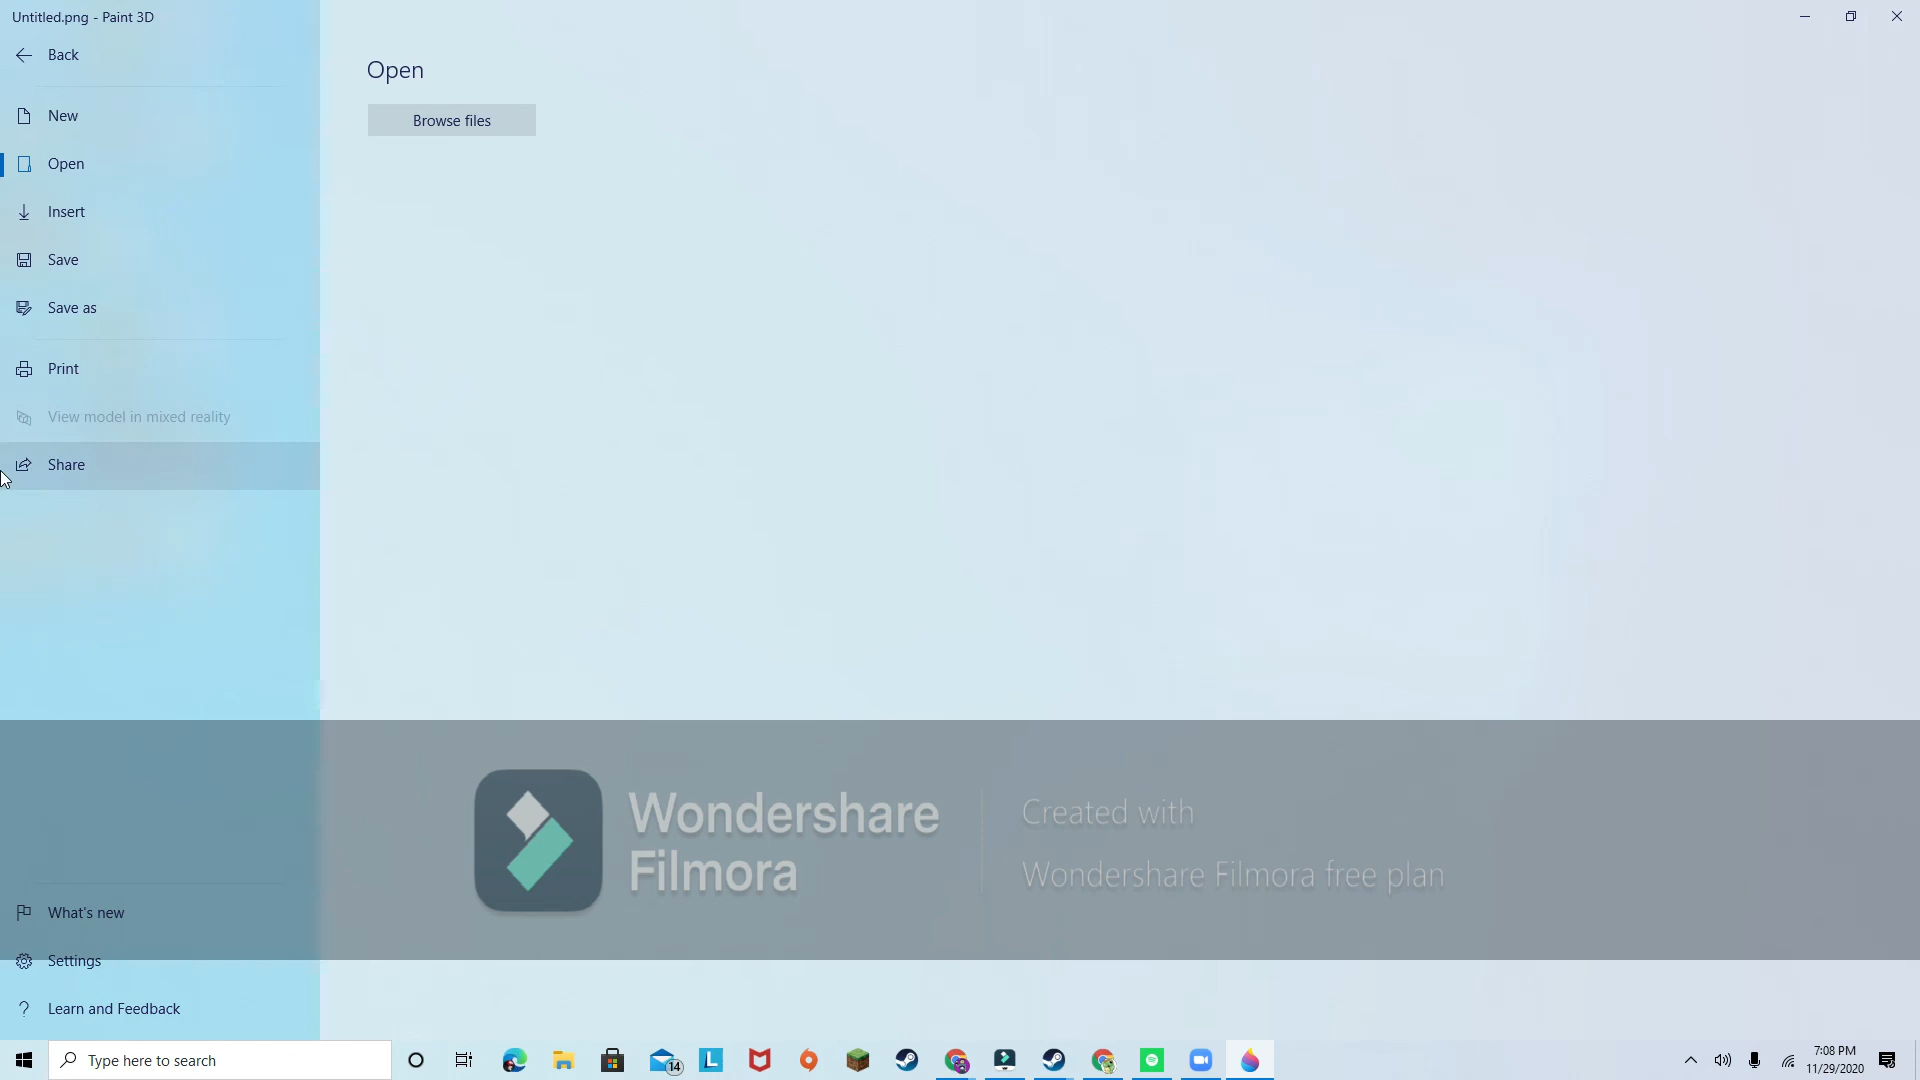 Untitled.png - Paint 3D
Back
New
Open
Insert
Save
Save as
Print
View model in mixed reality
Share
What's new
Settings
Learn and Feedback
Open
Browse files
Wondershare
Filmora
Created with
Wondershare Filmora free plan
Type here to search
14
L
W
7:08 PM
11/29/2020